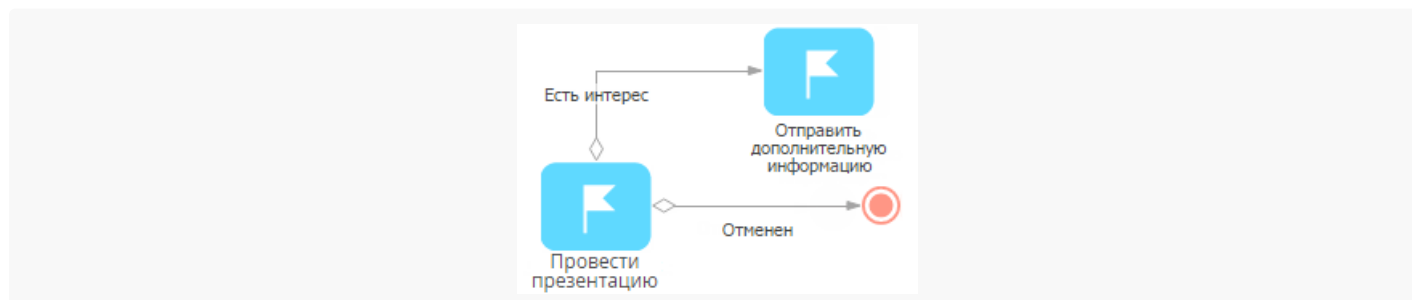 Есть интерес
Отправить
дополнительную
информацию
Отменен
Провести
презентацию